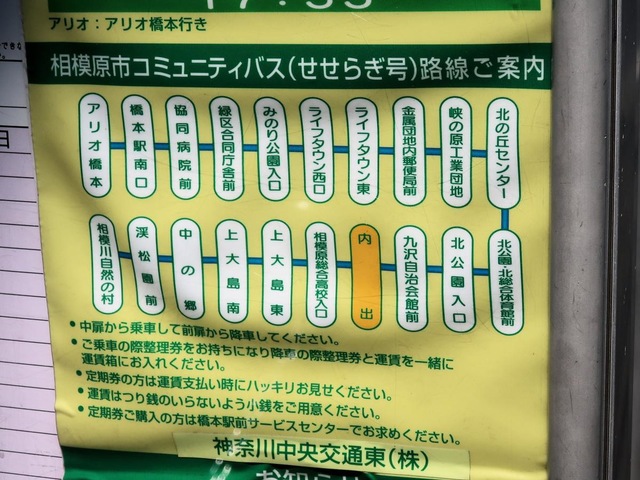 17:55
アリオ：アリオ橋本行き
相模原市コミュニティバス(せせらぎ号)路線ご案内
アリオ橋本
橋本駅南口
協同病院前
緑区合同庁舎前
みのり公園入口
ライフタウン西口
ライフタウン東
金属団地内郵便局前
峡の原工業団地
北の丘センター
相模川自然の村
渓松園前
中の郷
上大島南
上大島東
相模原総合高校入口
内出
九沢自治会館前
北公園入口
北公園・北総合体育館前
●中扉から乗車して前扉から降車してください。
●ご乗車の際整理券をお持ちになり降車の際整理券と運賃を一緒に
運賃箱にお入れください。
●定期券の方は運賃支払い時にハッキリお見せください。
●運賃はつり銭のいらないよう小銭をご用意ください。
●定期券ご購入の方は橋本駅前サービスセンターでお求めください。
神奈川中央交通東(株)
お知らせ